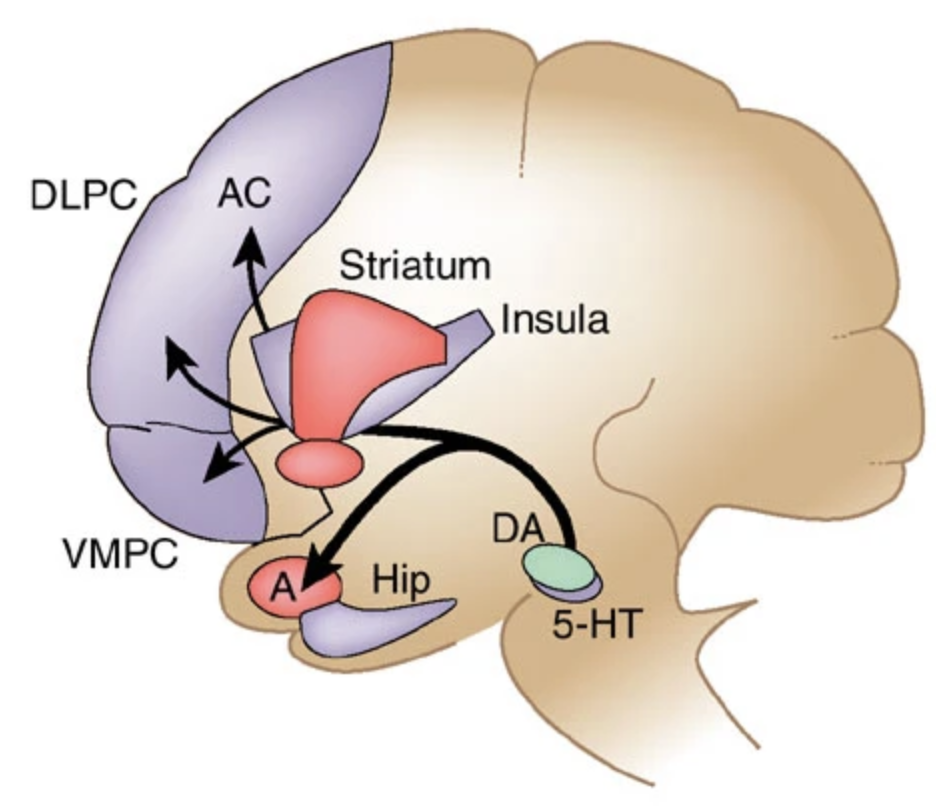 DLPC
AC
Striatum
Insula
VMPC
DA
A
Hip
5-HT